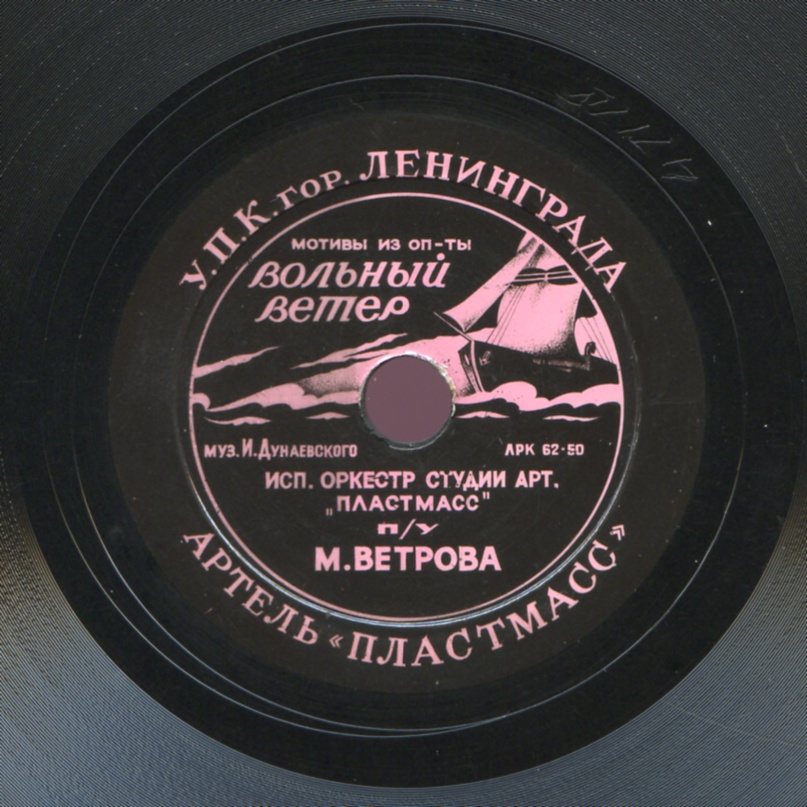 У.П.К. гор. ЛЕНИНГРАДА
МОТИВЫ ИЗ ОП-ТЫ
ВОЛЬНЫЙ
ВЕТЕР
МУЗ. И. ДУНАЕВСКОГО
ЛРК 62-50
ИСП. ОРКЕСТР СТУДИИ АРТ.
„ПЛАСТМАСС"
П/У
М. ВЕТРОВА
АРТЕЛЬ «ПЛАСТМАСС»